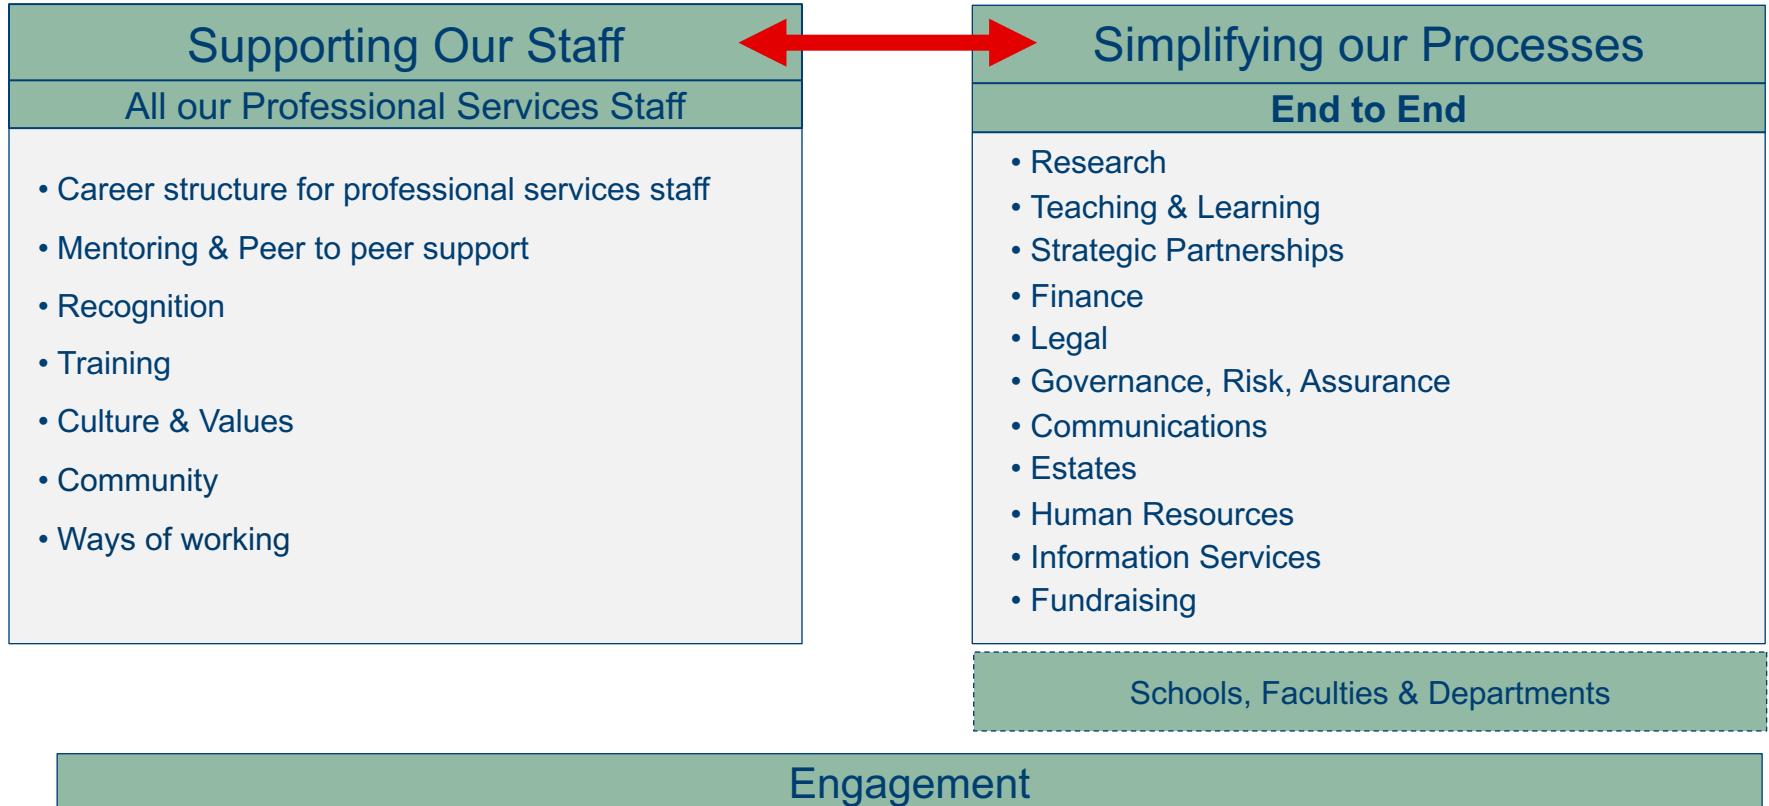 Supporting Our Staff
All our Professional Services Staff
• Career structure for professional services staff
• Mentoring & Peer to peer support
• Recognition
• Training
• Culture & Values
• Community
• Ways of working
Simplifying our Processes
End to End
• Research
• Teaching & Learning
• Strategic Partnerships
• Finance
• Legal
• Governance, Risk, Assurance
• Communications
• Estates
• Human Resources
• Information Services
• Fundraising
Schools, Faculties & Departments
Engagement